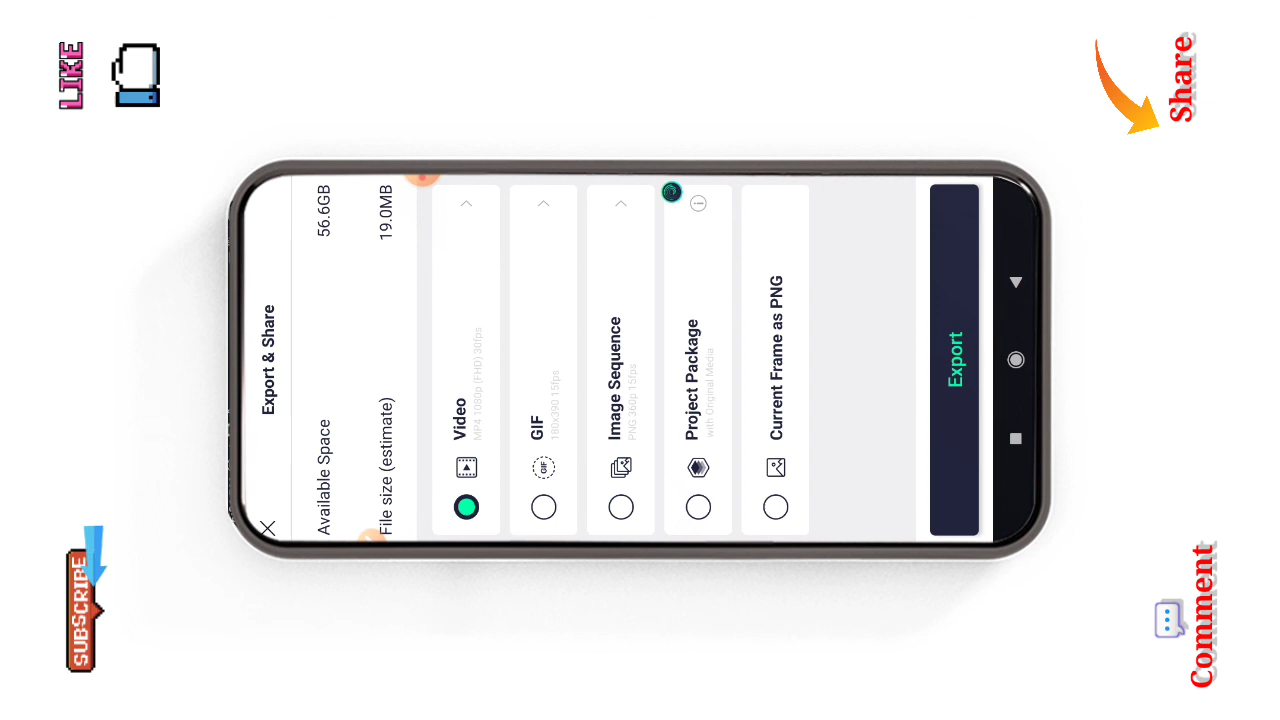 LIKE
Share
Export & Share
Available Space 56.6GB
File size (estimate) 19.0MB
Video
MP4 1080p (FHD) 30fps
GIF
GIF
180x390 15fps
Image Sequence
PNG 360p 15fps
Project Package
with Original Media
Current Frame as PNG
Export
SUBSCRIBE
Comment